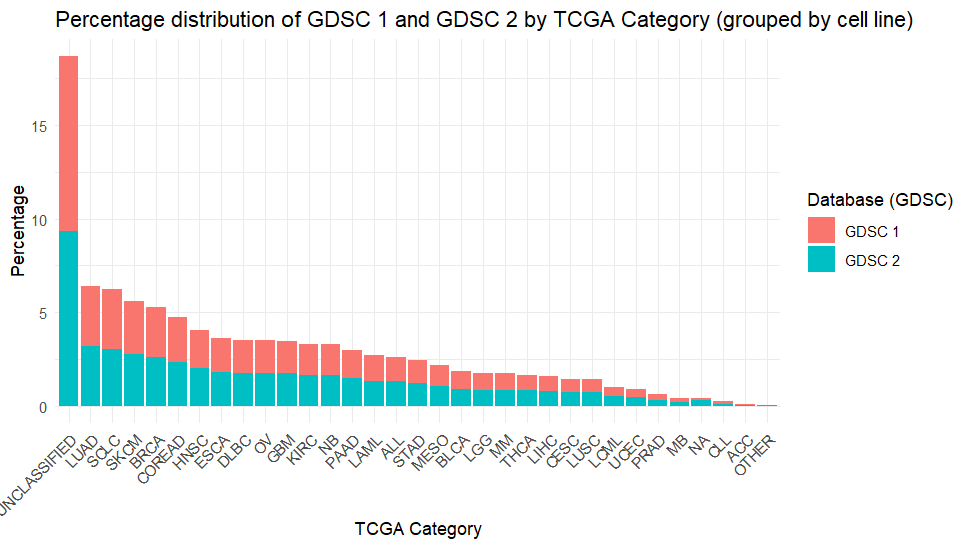 Percentage distribution of GDSC 1 and GDSC 2 by TCGA Category (grouped by cell line)
Percentage
15
10
5
0
UNCLASSIFIED
LUAD
SCLC
SKCM
BRCA
COREAD
HNSC
ESCA
DLBC
OV
GBM
KIRC
NB
PAAD
LAML
ALL
STAD
MESO
BLCA
LGG
MM
THCA
LIHC
CESC
LUSC
LCML
UCEC
PRAD
MB
NA
CLL
ACC
OTHER
TCGA Category
Database (GDSC)
GDSC 1
GDSC 2